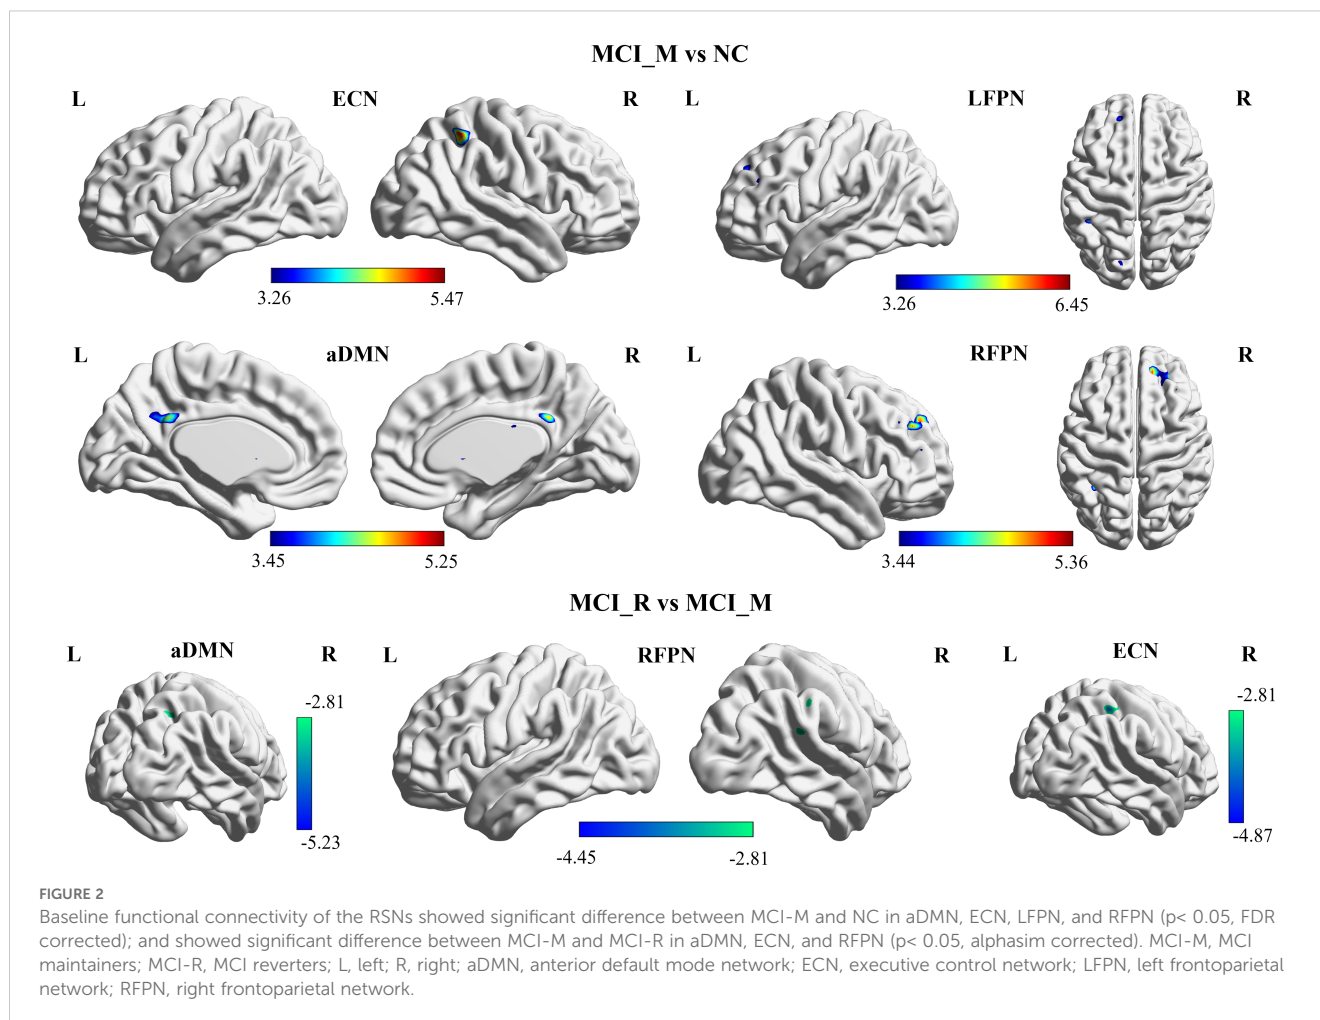 MCI_M vs NC
L ECN R
3.26 5.47
L LFPN R
3.26 6.45
L aDMN R
3.45 5.25
L RFPN R
3.44 5.36
MCI_R vs MCI_M
L aDMN R
-2.81
-5.23
L RFPN R
-4.45 -2.81
L ECN R
-2.81
-4.87
FIGURE 2
Baseline functional connectivity of the RSNs showed significant difference between MCI-M and NC in aDMN, ECN, LFPN, and RFPN (p< 0.05, FDR
corrected); and showed significant difference between MCI-M and MCI-R in aDMN, ECN, and RFPN (p< 0.05, alphasim corrected). MCI-M, MCI
maintainers; MCI-R, MCI reverters; L, left; R, right; aDMN, anterior default mode network; ECN, executive control network; LFPN, left frontoparietal
network; RFPN, right frontoparietal network.